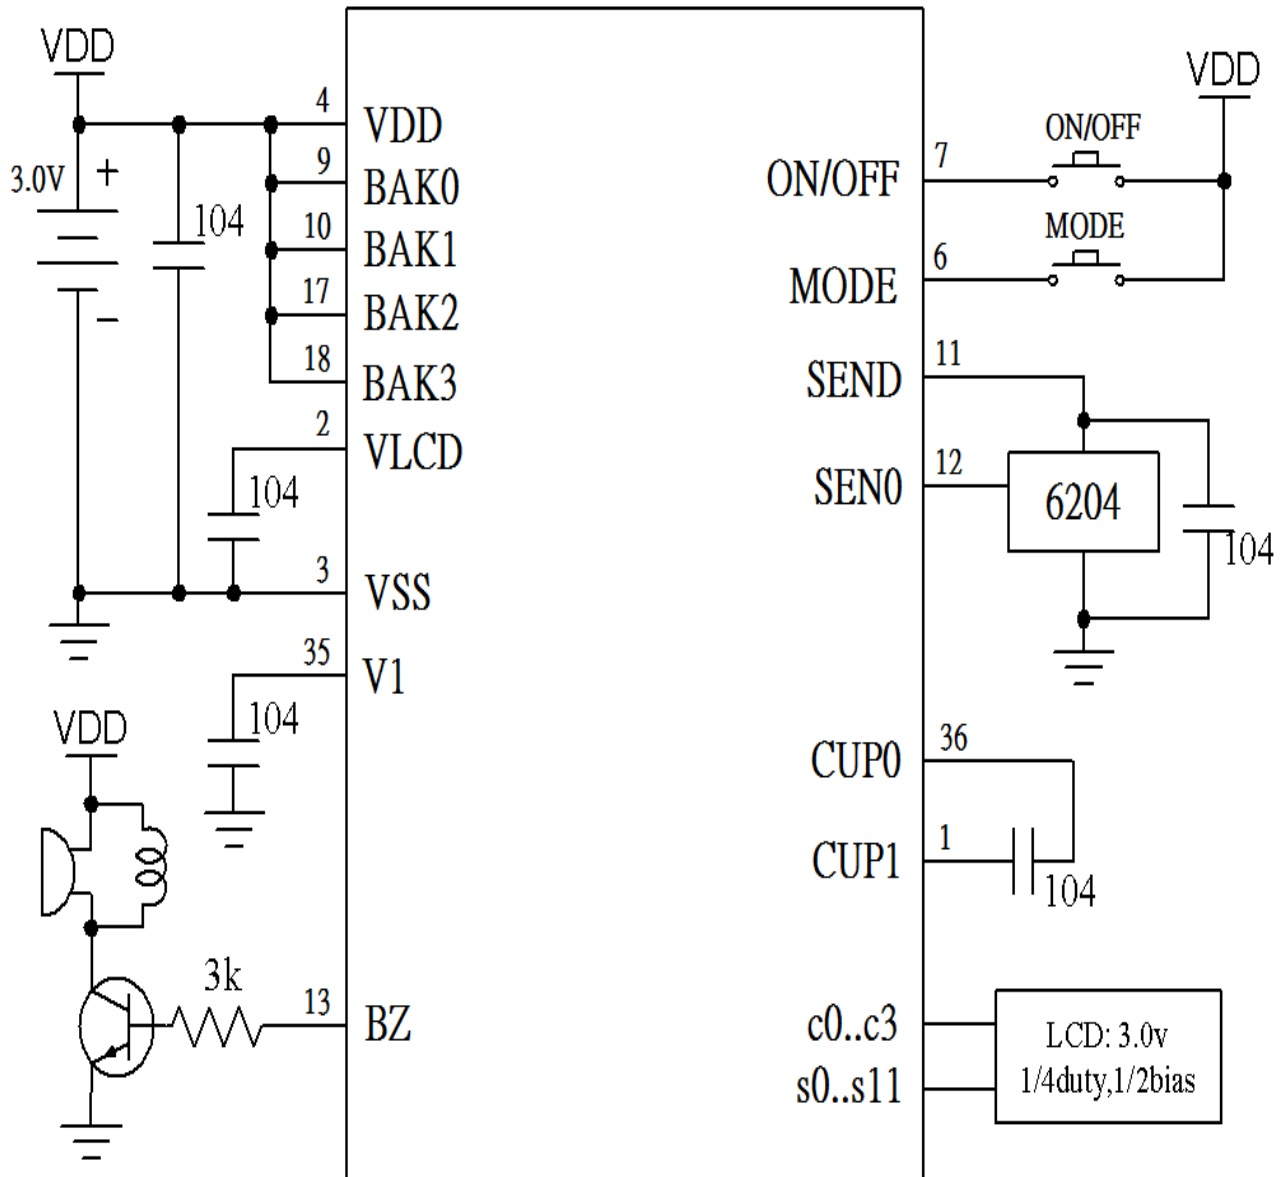 VDD
3.0V
+
−
104
4
VDD
9
BAK0
10
BAK1
17
BAK2
18
BAK3
2
VLCD
104
3
VSS
35
V1
104
VDD
3k
13
BZ
VDD
ON/OFF
7
ON/OFF
MODE
6
MODE
11
SEND
12
SEN0
6204
104
36
CUP0
1
CUP1
104
c0..c3
s0..s11
LCD: 3.0v
1/4duty,1/2bias